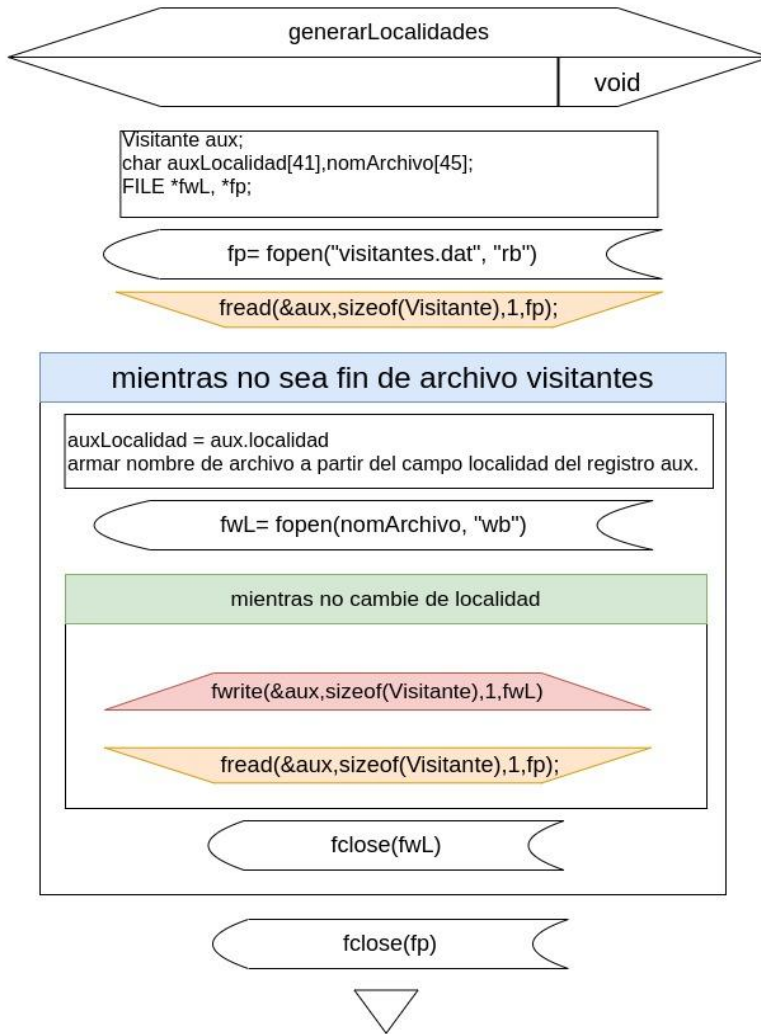 generarLocalidades
void
Visitante aux;
char auxLocalidad[41],nomArchivo[45];
FILE *fwL, *fp;
fp= fopen("visitantes.dat", "rb")
fread(&aux,sizeof(Visitante),1,fp);
mientras no sea fin de archivo visitantes
auxLocalidad = aux.localidad
armar nombre de archivo a partir del campo localidad del registro aux.
fwL= fopen(nomArchivo, "wb")
mientras no cambie de localidad
fwrite(&aux,sizeof(Visitante),1,fwL)
fread(&aux,sizeof(Visitante),1,fp);
fclose(fwL)
fclose(fp)